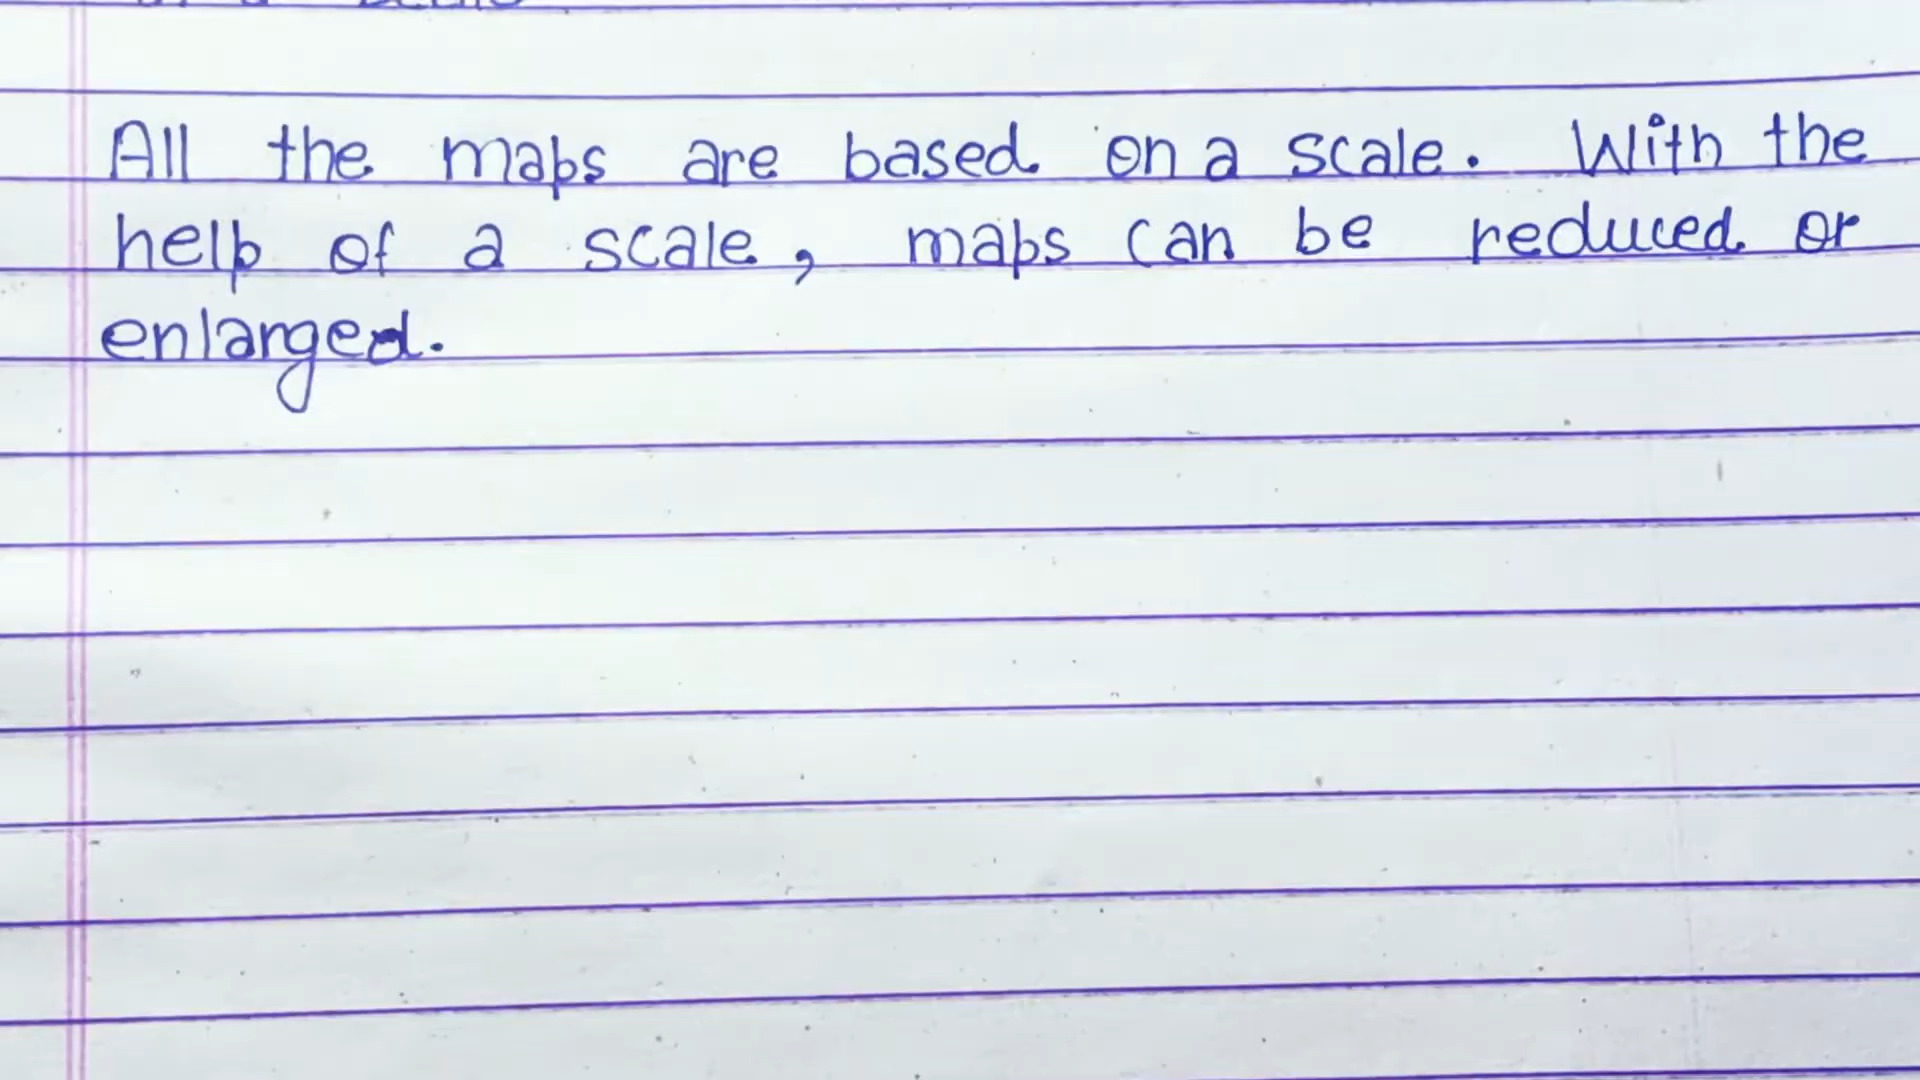 All the maps are based on a scale. With the
help of a scale, maps can be reduced or
enlarged.